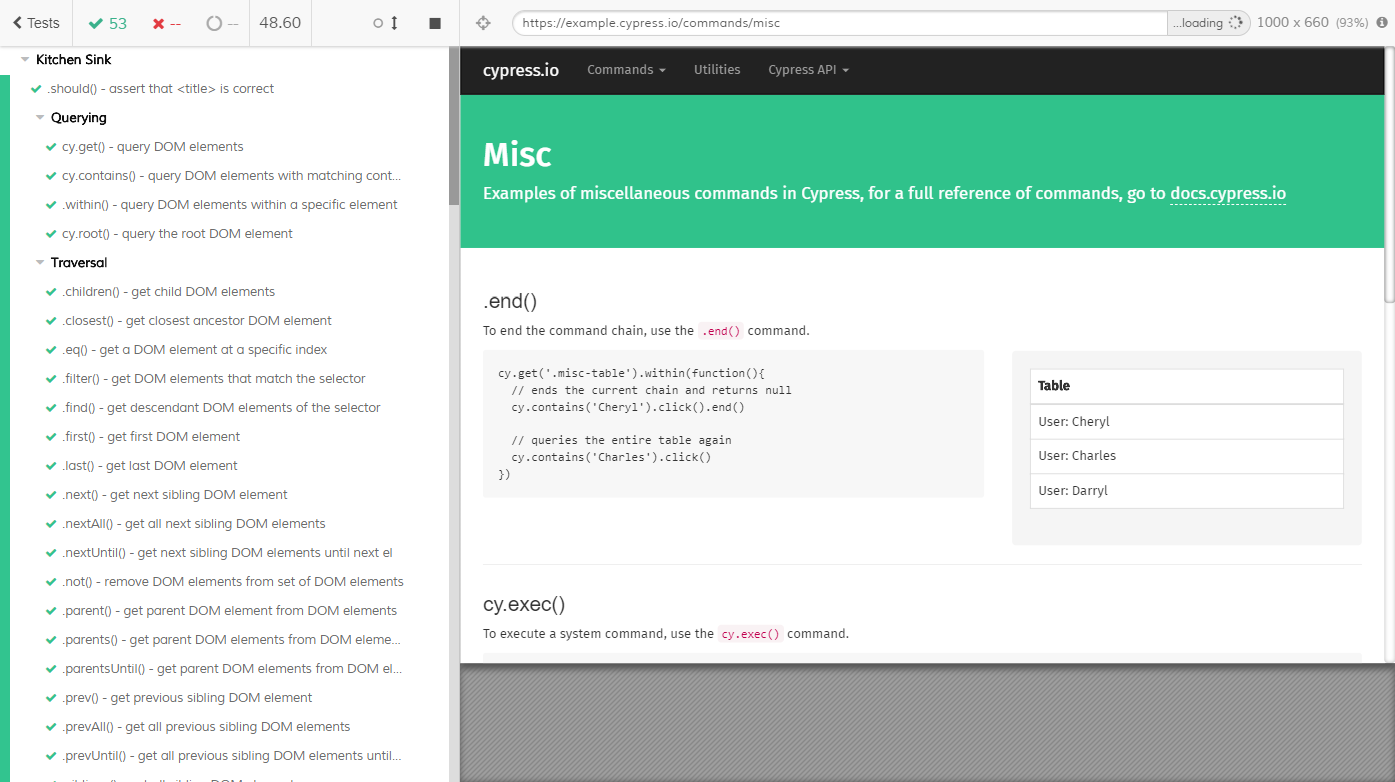 Tests
53
--
--
48.60
https://example.cypress.io/commands/misc
...loading
1000 x 660 (93%)
Kitchen Sink
.should() - assert that <title> is correct
Querying
cy.get() - query DOM elements
cy.contains() - query DOM elements with matching cont...
.within() - query DOM elements within a specific element
cy.root() - query the root DOM element
Traversal
.children() - get child DOM elements
.closest() - get closest ancestor DOM element
.eq() - get a DOM element at a specific index
.filter() - get DOM elements that match the selector
.find() - get descendant DOM elements of the selector
.first() - get first DOM element
.last() - get last DOM element
.next() - get next sibling DOM element
.nextAll() - get all next sibling DOM elements
.nextUntil() - get next sibling DOM elements until next el
.not() - remove DOM elements from set of DOM elements
.parent() - get parent DOM element from DOM elements
.parents() - get parent DOM elements from DOM eleme...
.parentsUntil() - get parent DOM elements from DOM el...
.prev() - get previous sibling DOM element
.prevAll() - get all previous sibling DOM elements
.prevUntil() - get all previous sibling DOM elements until...
cypress.io
Commands
Utilities
Cypress API
Misc
Examples of miscellaneous commands in Cypress, for a full reference of commands, go to docs.cypress.io
.end()
To end the command chain, use the .end() command.
cy.get('.misc-table').within(function(){
// ends the current chain and returns null
cy.contains('Cheryl').click().end()
// queries the entire table again
cy.contains('Charles').click()
})
Table
User: Cheryl
User: Charles
User: Darryl
cy.exec()
To execute a system command, use the cy.exec() command.